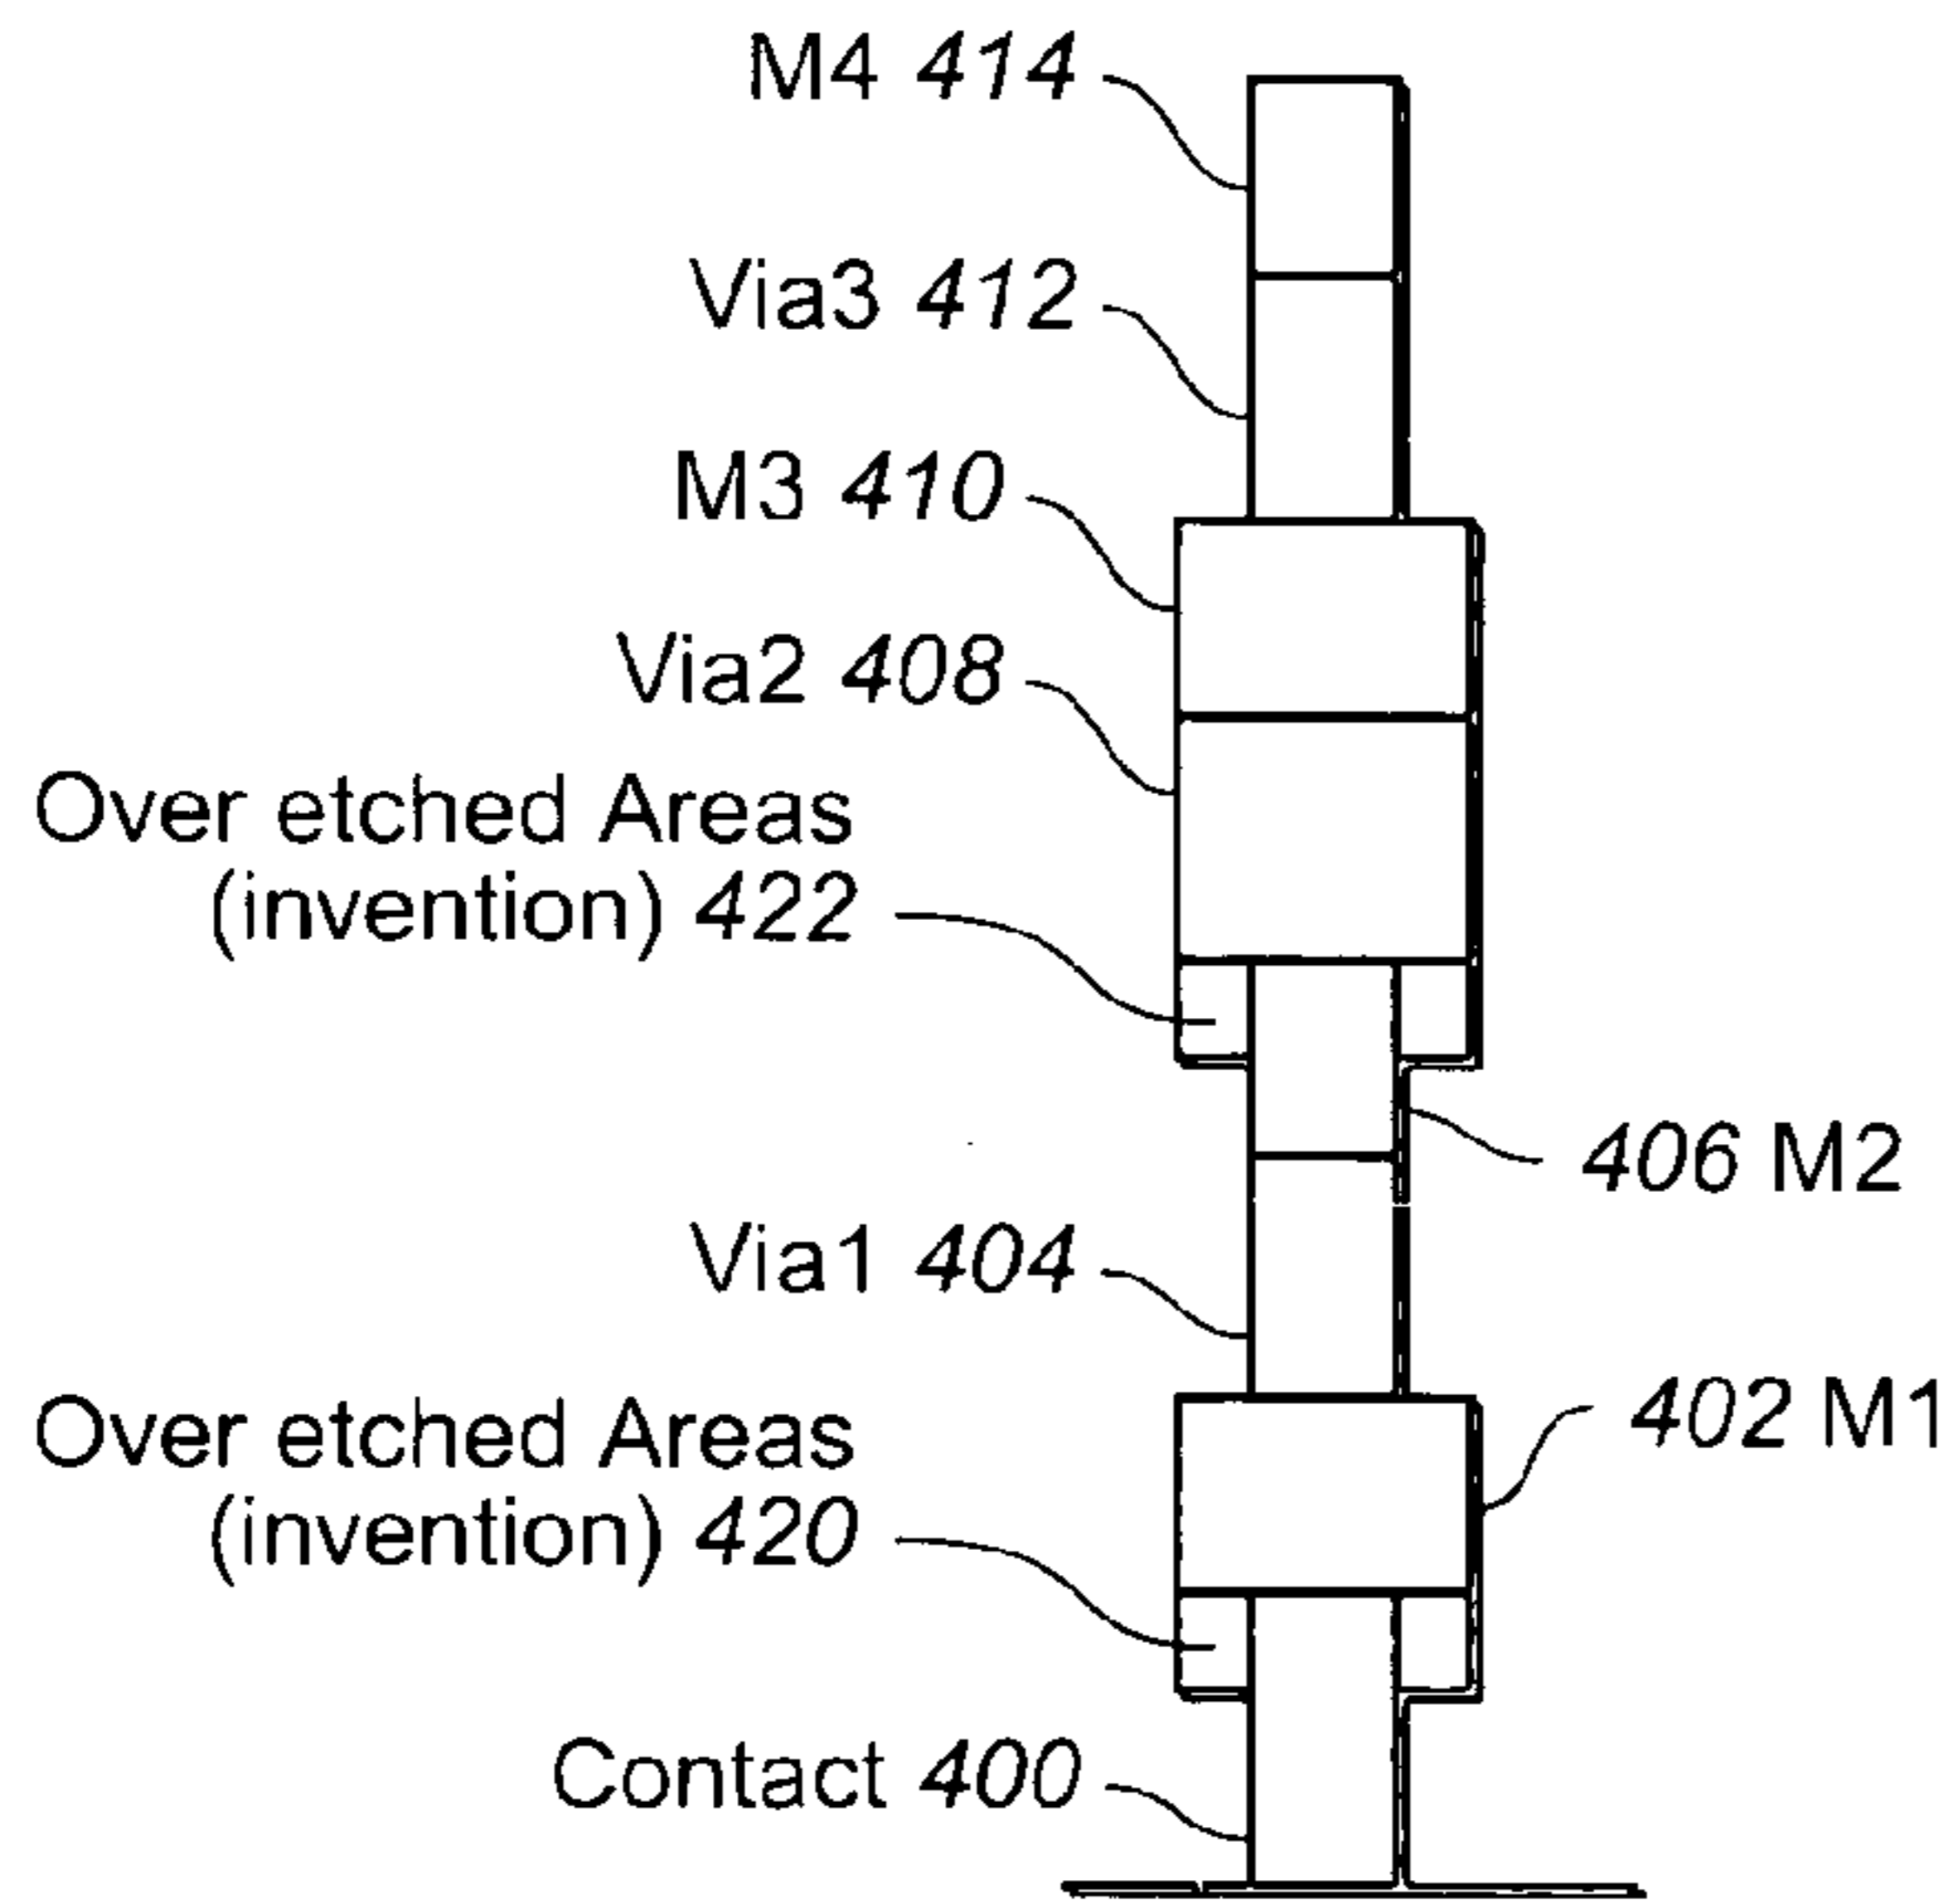 M4 414
Via3 412
M3 410
Via2 408
Over etched Areas
(invention) 422
406 M2
Via1 404
402 M1
Over etched Areas
(invention) 420
Contact 400